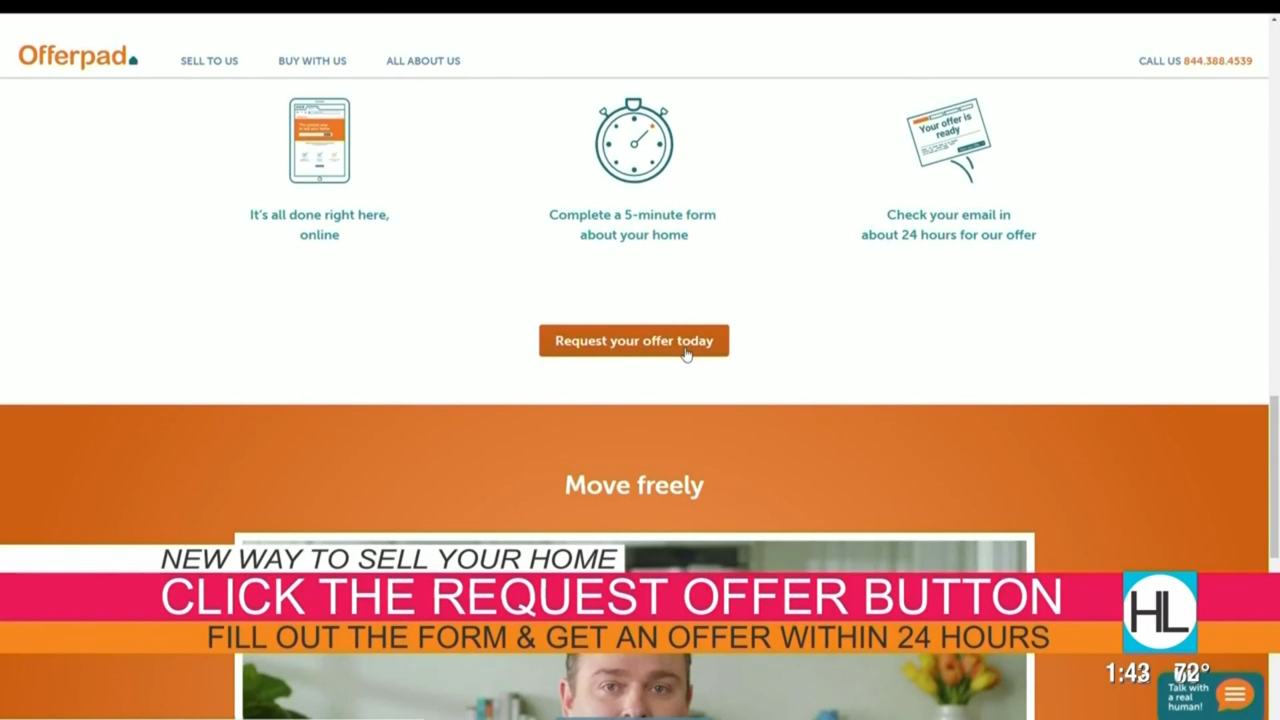 Offerpad
SELL TO US
BUY WITH US
ALL ABOUT US
CALL US 844.388.4539
Your offer is
ready
It's all done right here,
online
Complete a 5-minute form
about your home
Check your email in
about 24 hours for our offer
Request your offer today
Move freely
NEW WAY TO SELL YOUR HOME
CLICK THE REQUEST OFFER BUTTON
FILL OUT THE FORM & GET AN OFFER WITHIN 24 HOURS
HL
1:43
Talk with
a real
human!